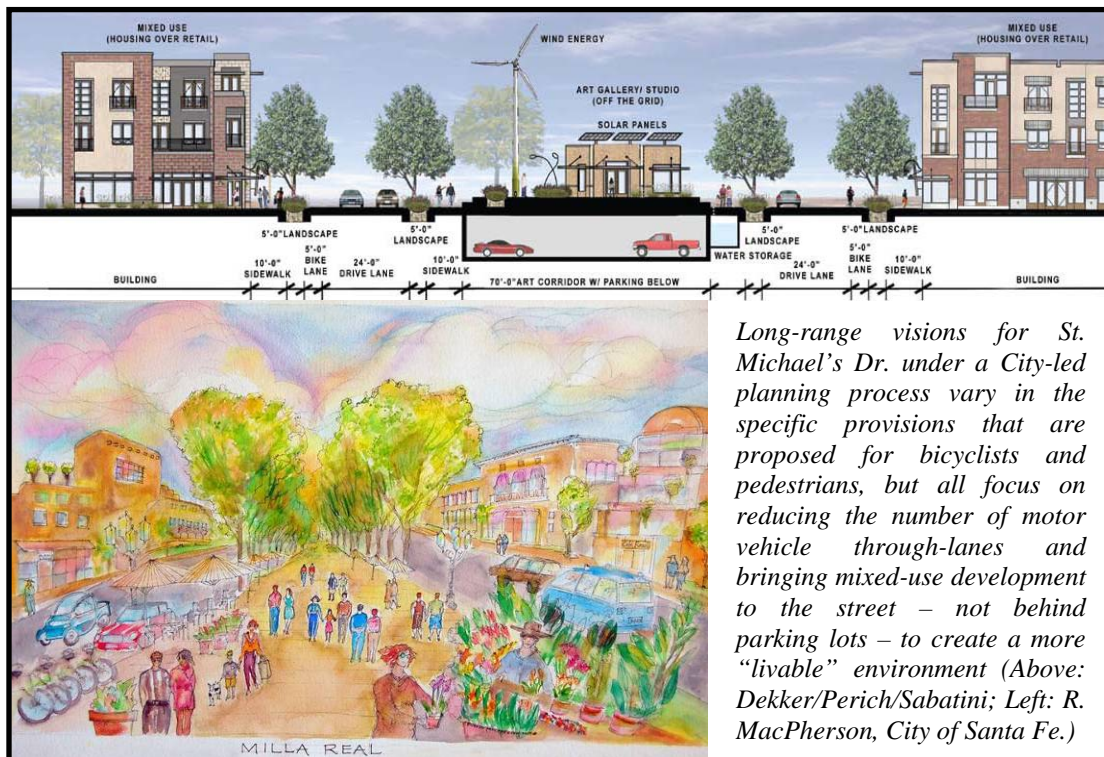 MIXED USE
(HOUSING OVER RETAIL)
WIND ENERGY
ART GALLERY/ STUDIO
(OFF THE GRID)
SOLAR PANELS
MIXED USE
(HOUSING OVER RETAIL)
5'-0"LANDSCAPE
5'-0"
LANDSCAPE
5'-0"
LANDSCAPE
5'-0" LANDSCAPE
WATER STORAGE
BUILDING
10'-0"
SIDEWALK
5'-0"
BIKE
LANE
24'-0"
DRIVE LANE
10'-0"
SIDEWALK
70'-0"ART CORRIDOR W/ PARKING BELOW
24'-0"
DRIVE LANE
5'-0"
BIKE
LANE
10'-0"
SIDEWALK
BUILDING
MILLA REAL
Long-range visions for St.
Michael's Dr. under a City-led
planning process vary in the
specific provisions that are
proposed for bicyclists and
pedestrians, but all focus on
reducing the number of motor
vehicle through-lanes and
bringing mixed-use development
to the street – not behind
parking lots – to create a more
“livable” environment (Above:
Dekker/Perich/Sabatini; Left: R.
MacPherson, City of Santa Fe.)